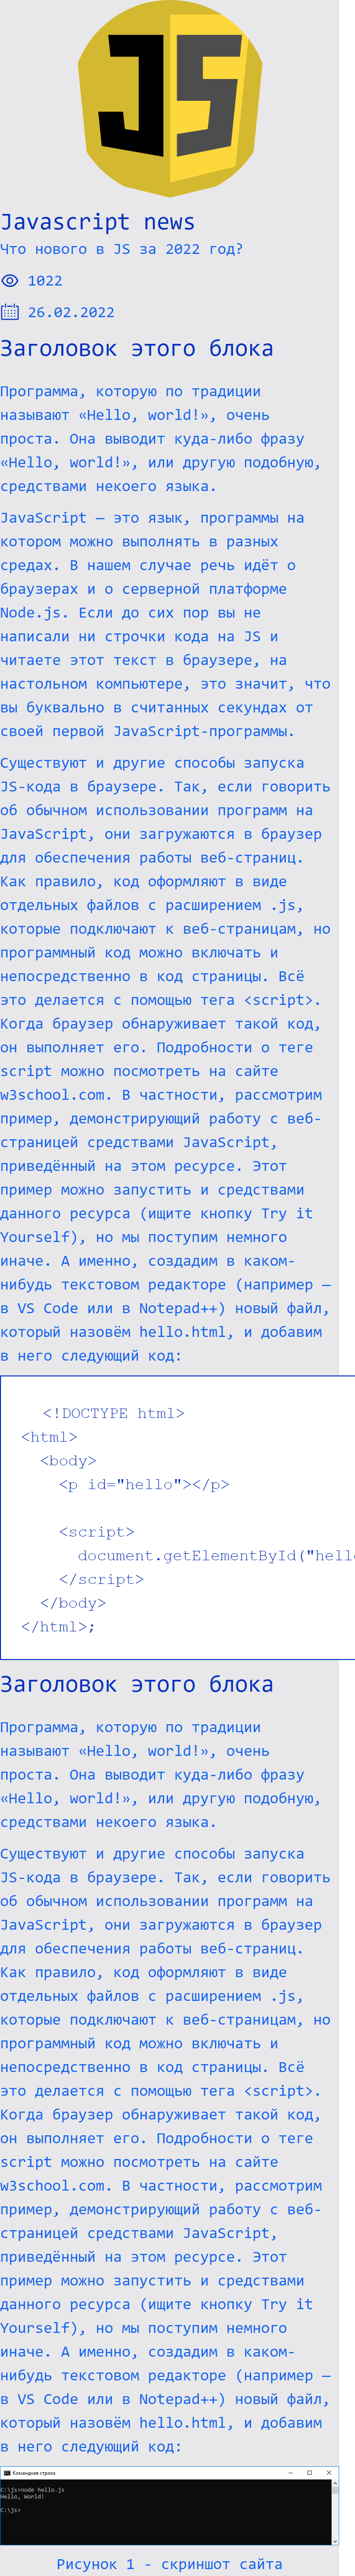 JS
Javascript news
Что нового в JS за 2022 год?
1022
26.02.2022
Заголовок этого блока
Программа, которую по традиции
называют «Hello, world!», очень
проста. Она выводит куда-либо фразу
«Hello, world!», или другую подобную,
средствами некоего языка.
JavaScript – это язык, программы на
котором можно выполнять в разных
средах. В нашем случае речь идёт о
браузерах и о серверной платформе
Node.js. Если до сих пор вы не
написали ни строчки кода на JS и
читаете этот текст в браузере, на
настольном компьютере, это значит, что
вы буквально в считанных секундах от
своей первой JavaScript-программы.
Существуют и другие способы запуска
JS-кода в браузере. Так, если говорить
об обычном использовании программ на
JavaScript, они загружаются в браузер
для обеспечения работы веб-страниц.
Как правило, код оформляют в виде
отдельных файлов с расширением .js,
которые подключают к веб-страницам, но
программный код можно включать и
непосредственно в код страницы. Всё
это делается с помощью тега <script>.
Когда браузер обнаруживает такой код,
он выполняет его. Подробности о теге
script можно посмотреть на сайте
w3school.com. В частности, рассмотрим
пример, демонстрирующий работу с веб-
страницей средствами JavaScript,
приведённый на этом ресурсе. Этот
пример можно запустить и средствами
данного ресурса (ищите кнопку Try it
Yourself), но мы поступим немного
иначе. А именно, создадим в каком-
нибудь текстовом редакторе (например –
в VS Code или в Notepad++) новый файл,
который назовём hello.html, и добавим
в него следующий код:
<!DOCTYPE html>
<html>
<body>
<p id="hello"></p>
<script>
document.getElementById("hell
</script>
</body>
</html>;
Заголовок этого блока
Программа, которую по традиции
называют «Hello, world!», очень
проста. Она выводит куда-либо фразу
«Hello, world!», или другую подобную,
средствами некоего языка.
Существуют и другие способы запуска
JS-кода в браузере. Так, если говорить
об обычном использовании программ на
JavaScript, они загружаются в браузер
для обеспечения работы веб-страниц.
Как правило, код оформляют в виде
отдельных файлов с расширением .js,
которые подключают к веб-страницам, но
программный код можно включать и
непосредственно в код страницы. Всё
это делается с помощью тега <script>.
Когда браузер обнаруживает такой код,
он выполняет его. Подробности о теге
script можно посмотреть на сайте
w3school.com. В частности, рассмотрим
пример, демонстрирующий работу с веб-
страницей средствами JavaScript,
приведённый на этом ресурсе. Этот
пример можно запустить и средствами
данного ресурса (ищите кнопку Try it
Yourself), но мы поступим немного
иначе. А именно, создадим в каком-
нибудь текстовом редакторе (например –
в VS Code или в Notepad++) новый файл,
который назовём hello.html, и добавим
в него следующий код:
Командная строка
C:\js>node hello.js
Hello, World!
C:\js>
Рисунок 1 - скриншот сайта